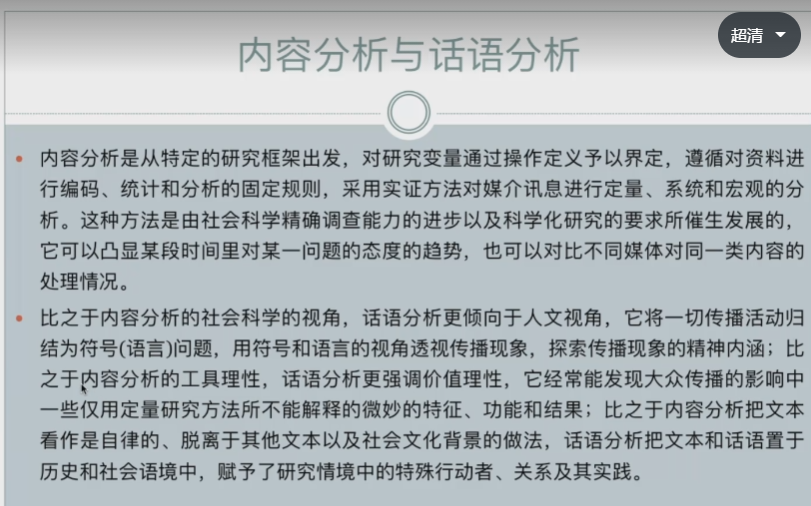 超清
内容分析与话语分析
• 内容分析是从特定的研究框架出发，对研究变量通过操作定义予以界定，遵循对资料进
行编码、统计和分析的固定规则，采用实证方法对媒介讯息进行定量、系统和宏观的分
析。这种方法是由社会科学精确调查能力的进步以及科学化研究的要求所催生发展的，
它可以凸显某段时间里对某一问题的态度的趋势，也可以对比不同媒体对同一类内容的
处理情况。
• 比之于内容分析的社会科学的视角，话语分析更倾向于人文视角，它将一切传播活动归
结为符号(语言)问题，用符号和语言的视角透视传播现象，探索传播现象的精神内涵；比
之于内容分析的工具理性，话语分析更强调价值理性，它经常能发现大众传播的影响中
一些仅用定量研究方法所不能解释的微妙的特征、功能和结果；比之于内容分析把文本
看作是自律的、脱离于其他文本以及社会文化背景的做法，话语分析把文本和话语置于
历史和社会语境中，赋予了研究情境中的特殊行动者、关系及其实践。